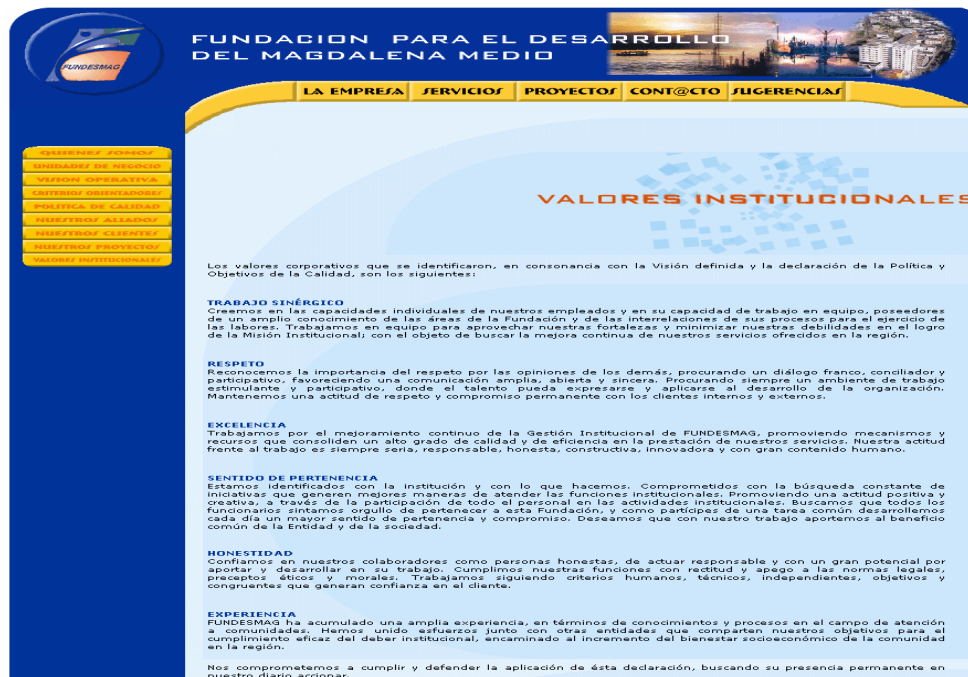 FUNDESMAG
FUNDACION PARA EL DESARROLLO
DEL MAGDALENA MEDIO
LA EMPRESA SERVICIOS PROYECTOS CONT@CTO SUGERENCIAS
QUIENES SOMOS
UNIDADES DE NEGOCIO
VISION OPERATIVA
CRITERIOS ORIENTADORES
POLITICA DE CALIDAD
NUESTROS ALIADOS
NUESTROS CLIENTES
NUESTROS PROYECTOS
VALORES INSTITUCIONALES
VALORES INSTITUCIONALES
Los valores corporativos que se identificaron, en consonancia con la Visión definida y la declaración de la Política y
Objetivos de la Calidad, son los siguientes:
TRABAJO SINÉRGICO
Creemos en las capacidades individuales de nuestros empleados y en su capacidad de trabajo en equipo, poseedores
de un amplio conocimiento de las áreas de la Fundación y de las interrelaciones de sus procesos para el ejercicio de
las labores. Trabajamos en equipo para aprovechar nuestras fortalezas y minimizar nuestras debilidades en el logro
de la Misión Institucional; con el objeto de buscar la mejora continua de nuestros servicios ofrecidos en la región.
RESPETO
Reconocemos la importancia del respeto por las opiniones de los demás, procurando un diálogo franco, conciliador y
participativo, favoreciendo una comunicación amplia, abierta y sincera. Procurando siempre un ambiente de trabajo
estimulante y participativo, donde el talento pueda expresarse y aplicarse al desarrollo de la organización.
Mantenemos una actitud de respeto y compromiso permanente con los clientes internos y externos.
EXCELENCIA
Trabajamos por el mejoramiento continuo de la Gestión Institucional de FUNDESMAG, promoviendo mecanismos y
recursos que consoliden un alto grado de calidad y de eficiencia en la prestación de nuestros servicios. Nuestra actitud
frente al trabajo es siempre seria, responsable, honesta, constructiva, innovadora y con gran contenido humano.
SENTIDO DE PERTENENCIA
Estamos identificados con la institución y con lo que hacemos. Comprometidos con la búsqueda constante de
iniciativas que generen mejores maneras de atender las funciones institucionales. Promoviendo una actitud positiva y
creativa, a través de la participación de todo el personal en las actividades institucionales. Buscamos que todos los
funcionarios sintamos orgullo de pertenecer a esta Fundación, y como partícipes de una tarea común desarrollemos
cada día un mayor sentido de pertenencia y compromiso. Deseamos que con nuestro trabajo aportemos al beneficio
común de la Entidad y de la sociedad.
HONESTIDAD
Confiamos en nuestros colaboradores como personas honestas, de actuar responsable y con un gran potencial por
aportar y desarrollar en su trabajo. Cumplimos nuestras funciones con rectitud y apego a las normas legales,
preceptos éticos y morales. Trabajamos siguiendo criterios humanos, técnicos, independientes, objetivos y
congruentes que generan confianza en el cliente.
EXPERIENCIA
FUNDESMAG ha acumulado una amplia experiencia, en términos de conocimientos y procesos en el campo de atención
a comunidades. Hemos unido esfuerzos junto con otras entidades que comparten nuestros objetivos para el
cumplimiento eficaz del deber institucional, encaminado al incremento del bienestar socioeconómico de la comunidad
en la región.
Nos comprometemos a cumplir y defender la aplicación de ésta declaración, buscando su presencia permanente en
nuestro diario accionar.